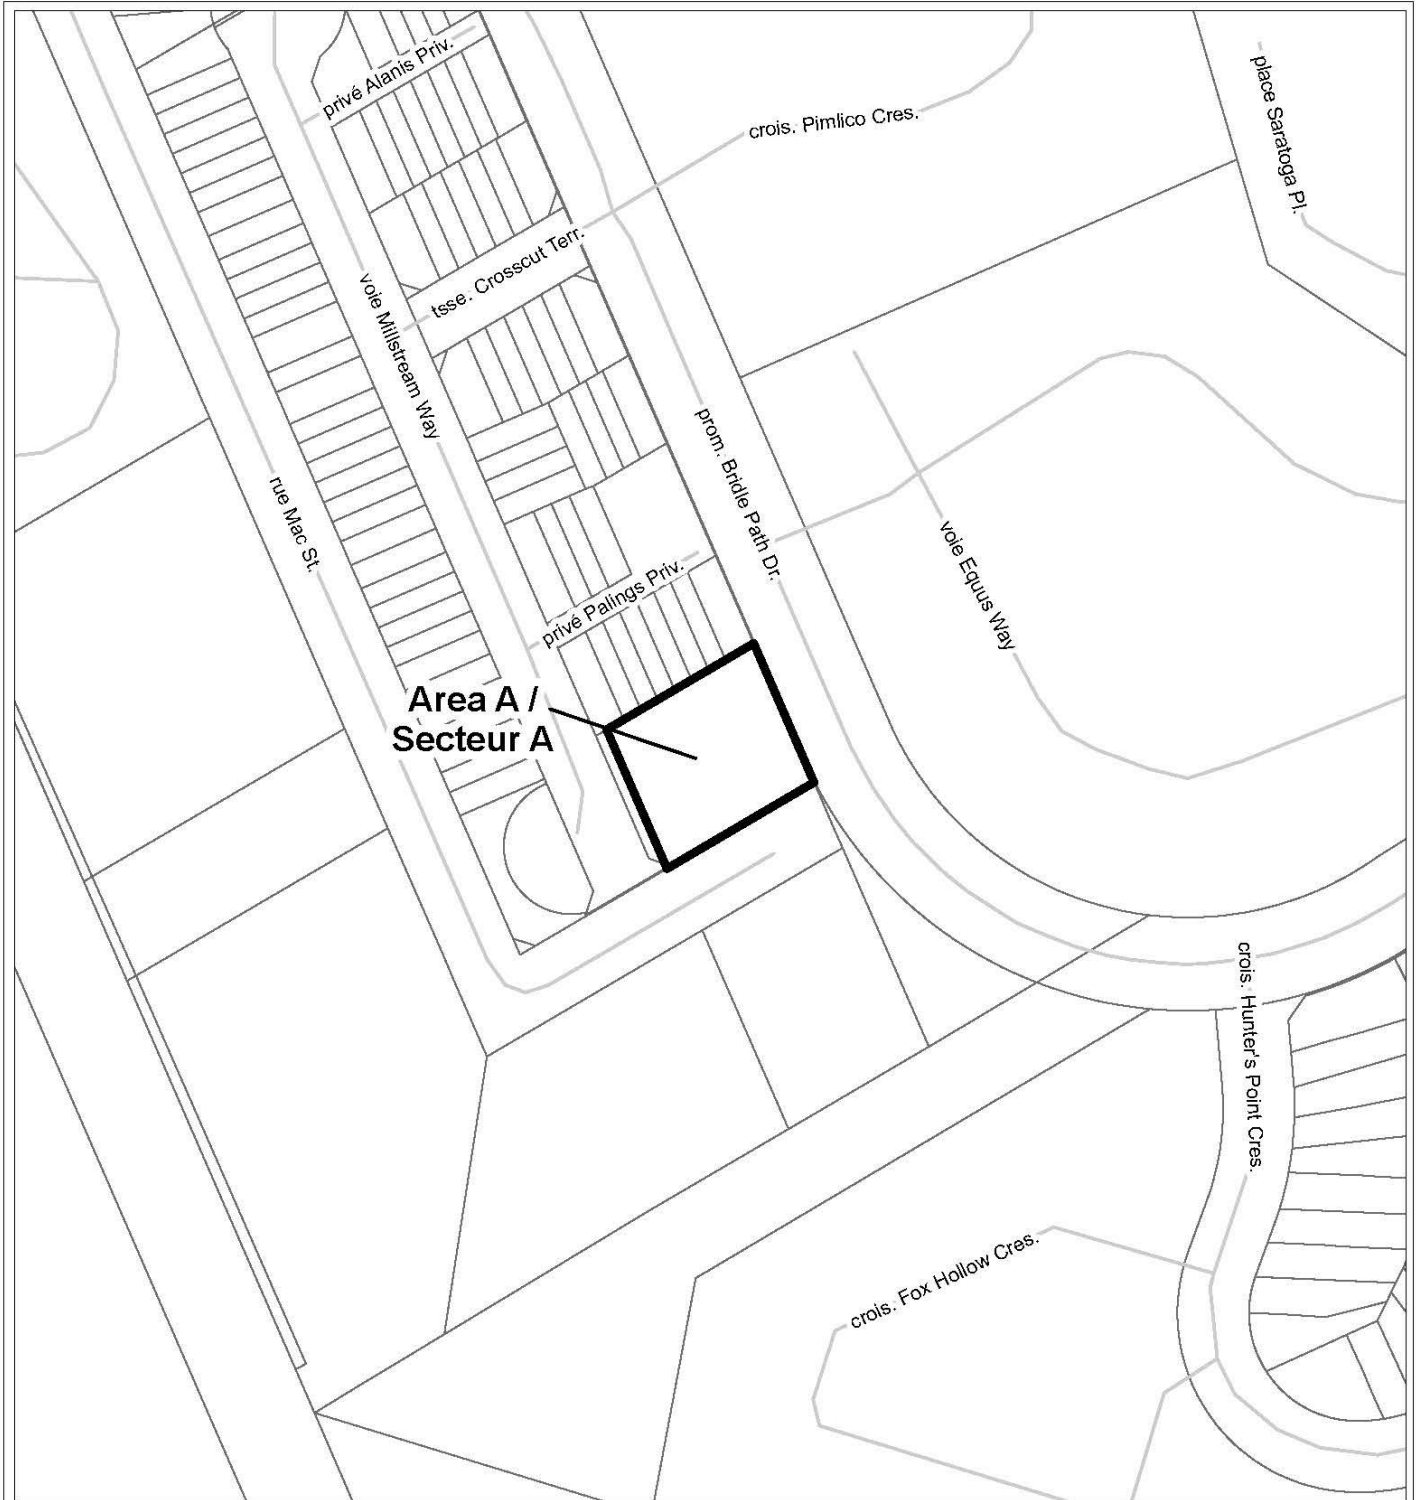 privé Alanis Priv.
crois. Pimlico Cres.
place Saratoga Pl.
tsse. Crosscut Terr.
voie Millstream Way
rue Mac St.
prom. Bridle Path Dr.
voie Equus Way
privé Palings Priv.
Area A /
Secteur A
crois. Hunter's Point Cres.
crois. Fox Hollow Cres.